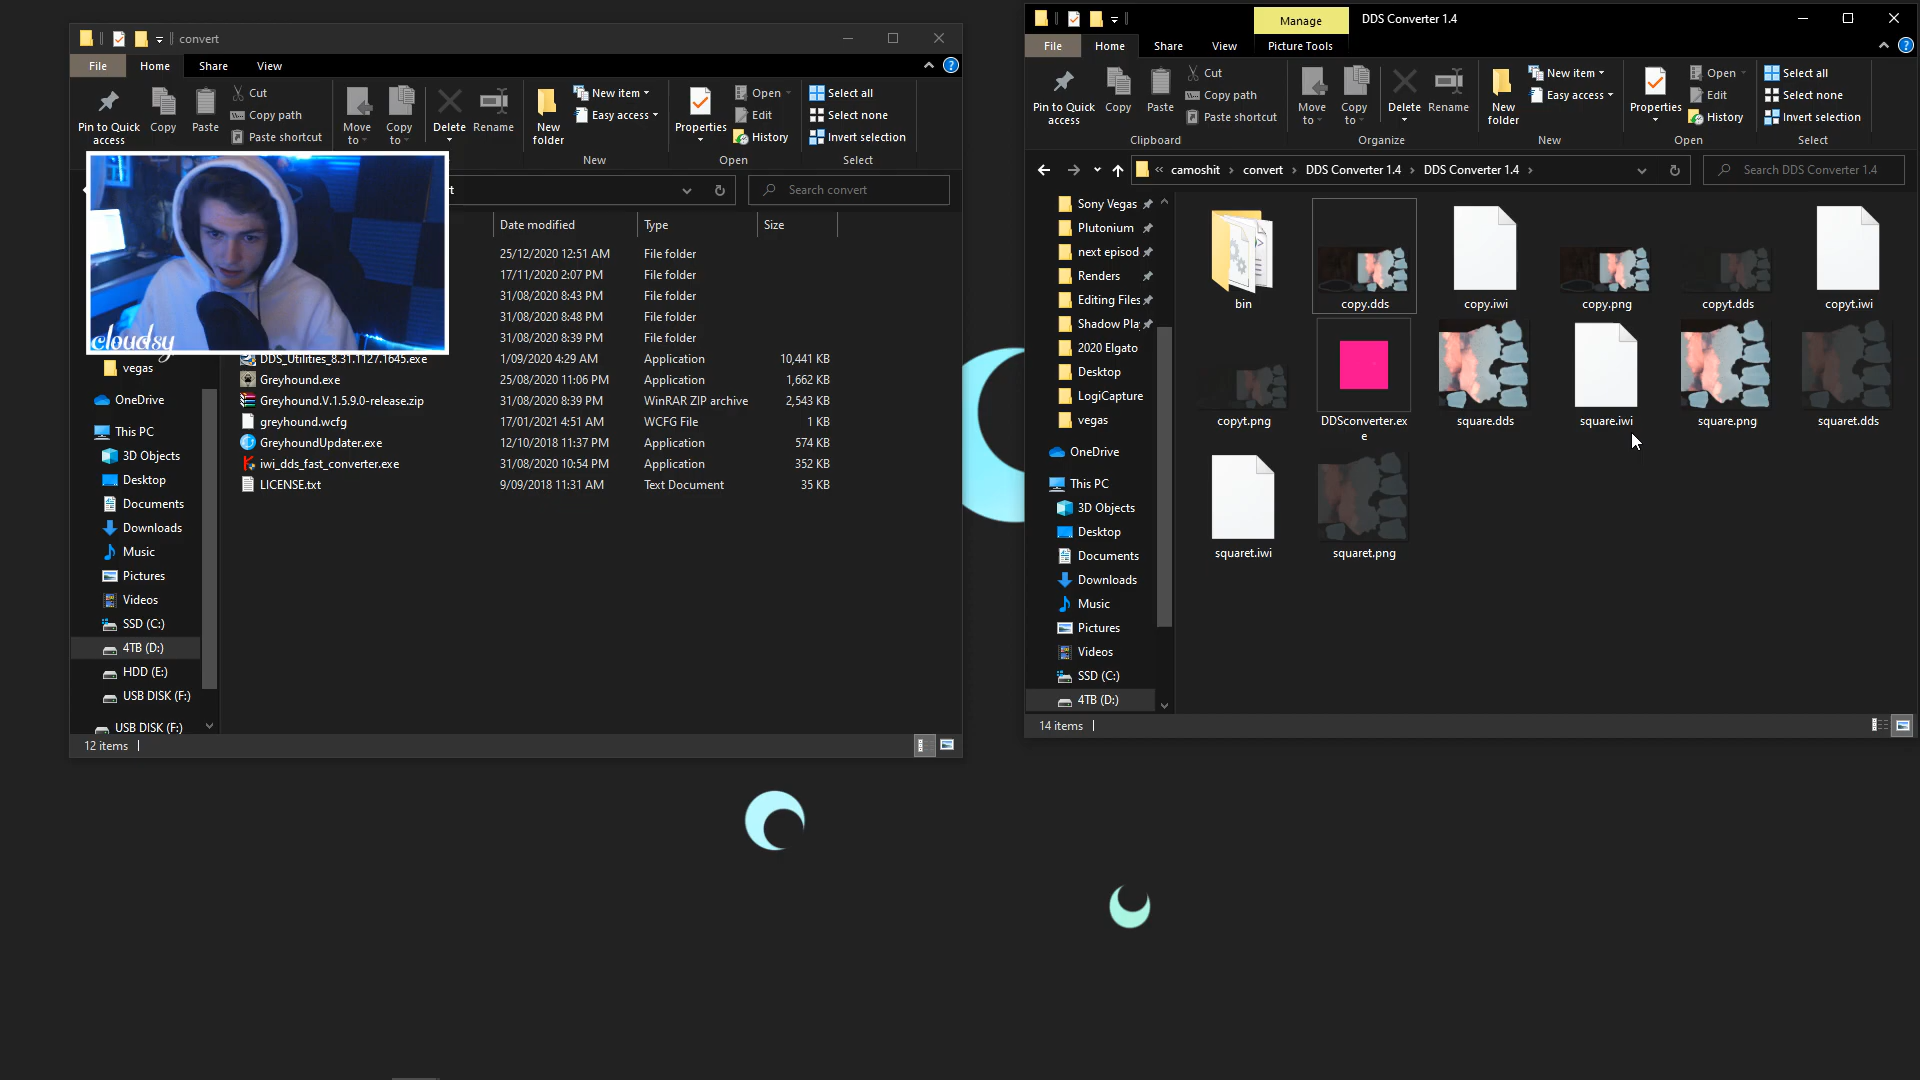 convert
File
Home
Share
View
Pin to Quick access
Copy
Paste
Cut
Copy path
Paste shortcut
Move to
Copy to
Delete
Rename
New folder
New item
Easy access
Properties
Open
Edit
History
Select all
Select none
Invert selection
New
Open
Select
Search convert
cloudsy
Date modified
Type
Size
25/12/2020 12:51 AM File folder
17/11/2020 2:07 PM File folder
31/08/2020 8:43 PM File folder
31/08/2020 8:48 PM File folder
31/08/2020 8:39 PM File folder
DDS_Utilities_8.31.1127.1645.exe 1/09/2020 4:29 AM Application 10,441 KB
Greyhound.exe 25/08/2020 11:06 PM Application 1,662 KB
Greyhound.V.1.5.9.0-release.zip 31/08/2020 8:39 PM WinRAR ZIP archive 2,543 KB
greyhound.wcfg 17/01/2021 4:51 AM WCFG File 1 KB
GreyhoundUpdater.exe 12/10/2018 11:37 PM Application 574 KB
iwi_dds_fast_converter.exe 31/08/2020 10:54 PM Application 352 KB
LICENSE.txt 9/09/2018 11:31 AM Text Document 35 KB
vegas
OneDrive
This PC
3D Objects
Desktop
Documents
Downloads
Music
Pictures
Videos
SSD (C:)
4TB (D:)
HDD (E:)
USB DISK (F:)
USB DISK (F:)
12 items
Manage
DDS Converter 1.4
File
Home
Share
View
Picture Tools
Pin to Quick access
Copy
Paste
Cut
Copy path
Paste shortcut
Move to
Copy to
Delete
Rename
New folder
New item
Easy access
Properties
Open
Edit
History
Select all
Select none
Invert selection
Clipboard
Organize
New
Open
Select
« camoshit › convert › DDS Converter 1.4 › DDS Converter 1.4 ›
Search DDS Converter 1.4
Sony Vegas
Plutonium
next episod
Renders
Editing Files
Shadow Pla
2020 Elgato
Desktop
LogiCapture
vegas
OneDrive
This PC
3D Objects
Desktop
Documents
Downloads
Music
Pictures
Videos
SSD (C:)
4TB (D:)
bin
copy.dds
copy.iwi
copy.png
copyt.dds
copyt.iwi
copyt.png
DDSconverter.exe
square.dds
square.iwi
square.png
squaret.dds
squaret.iwi
squaret.png
14 items